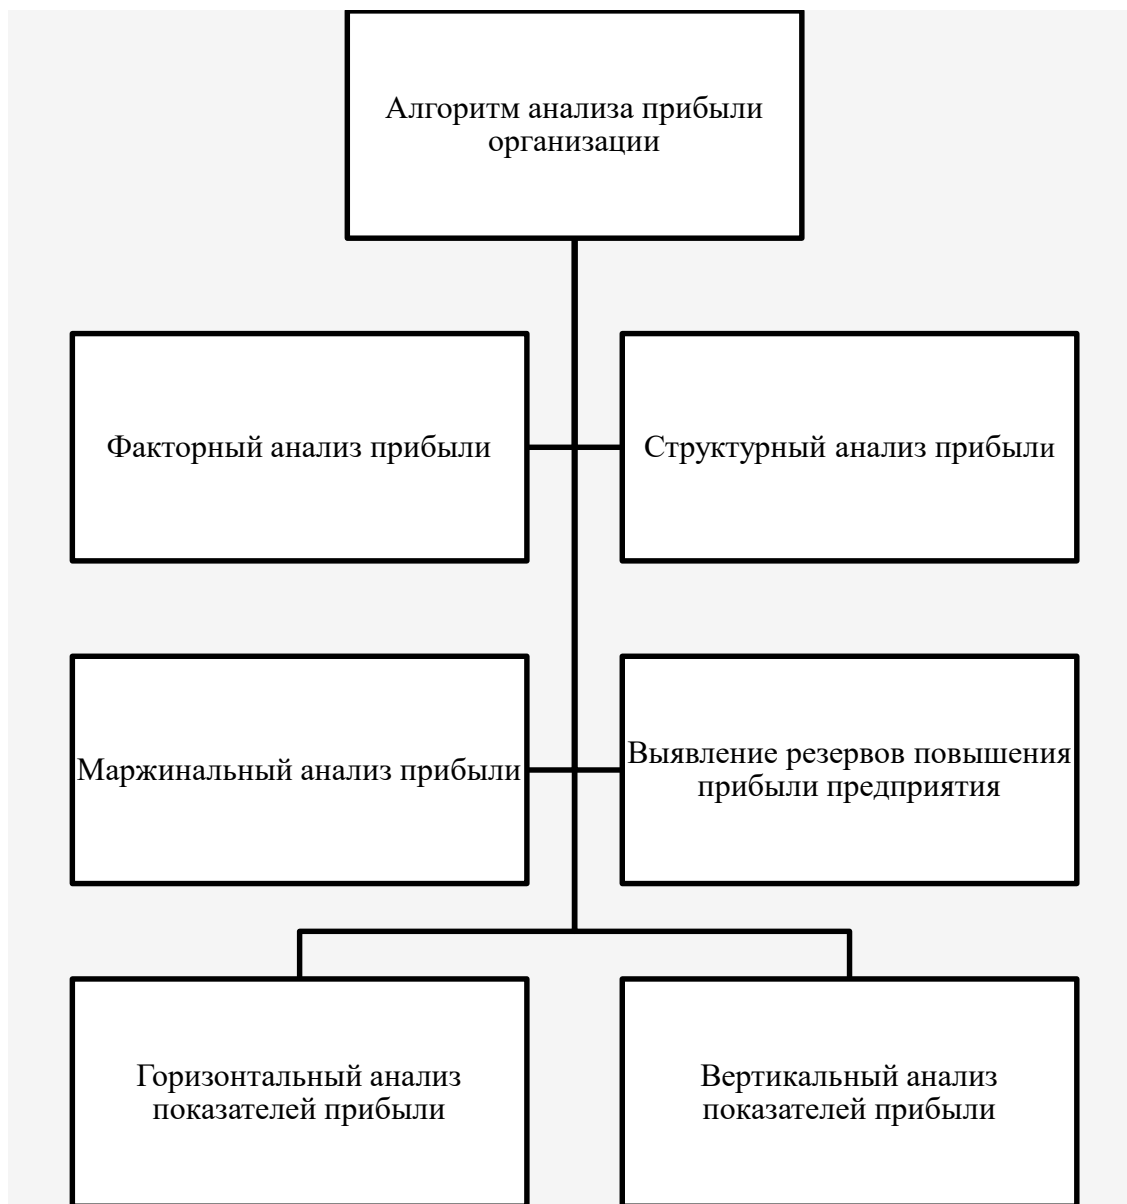 Алгоритм анализа прибыли
организации
Факторный анализ прибыли
Структурный анализ прибыли
Маржинальный анализ прибыли
Выявление резервов повышения
прибыли предприятия
Горизонтальный анализ
показателей прибыли
Вертикальный анализ
показателей прибыли